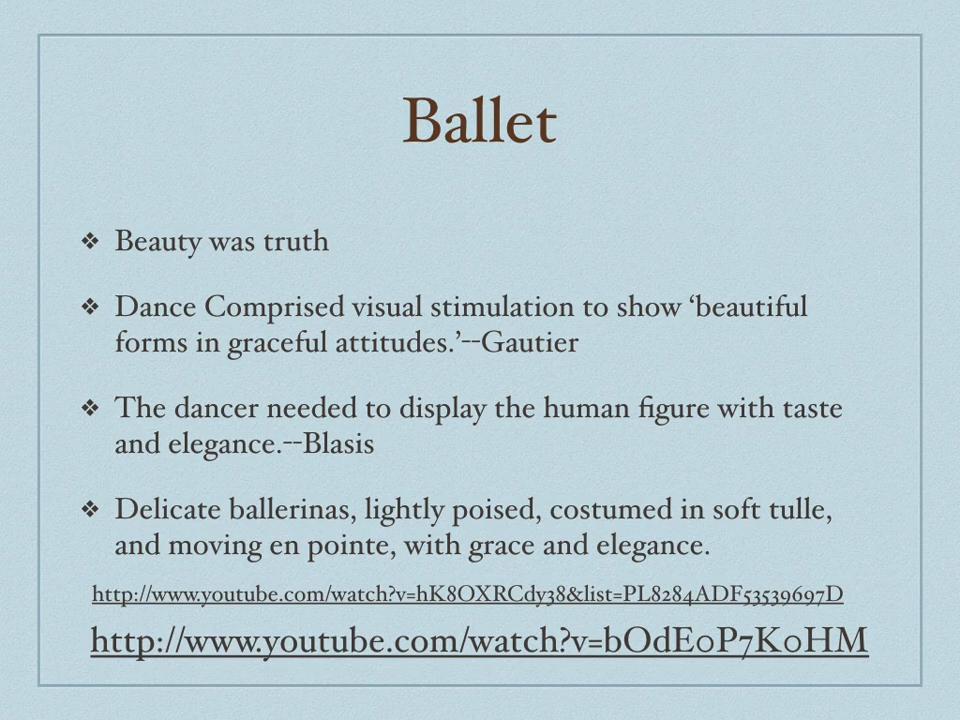 Ballet
❖ Beauty was truth
❖ Dance Comprised visual stimulation to show ‘beautiful
forms in graceful attitudes.’--Gautier
❖ The dancer needed to display the human figure with taste
and elegance.--Blasis
❖ Delicate ballerinas, lightly poised, costumed in soft tulle,
and moving en pointe, with grace and elegance.
http://www.youtube.com/watch?v=hK8OXRCdy38&list=PL8284ADF53539697D
http://www.youtube.com/watch?v=bOdE0P7K0HM